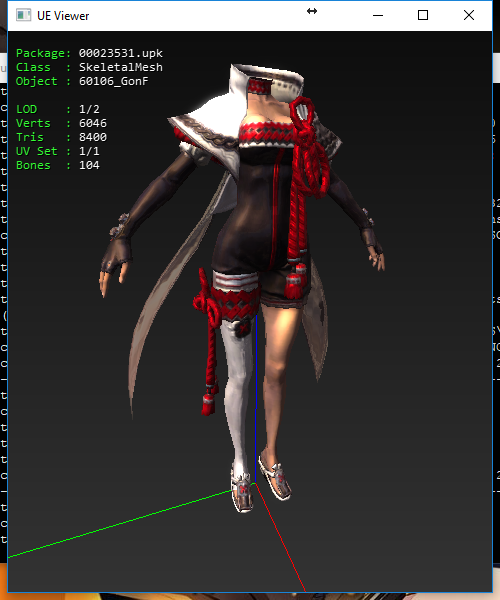 UE Viewer
Package: 00023531.upk
Class : SkeletalMesh
Object : 60106_GonF
LOD : 1/2
Verts : 6046
Tris : 8400
UV Set : 1/1
Bones : 104